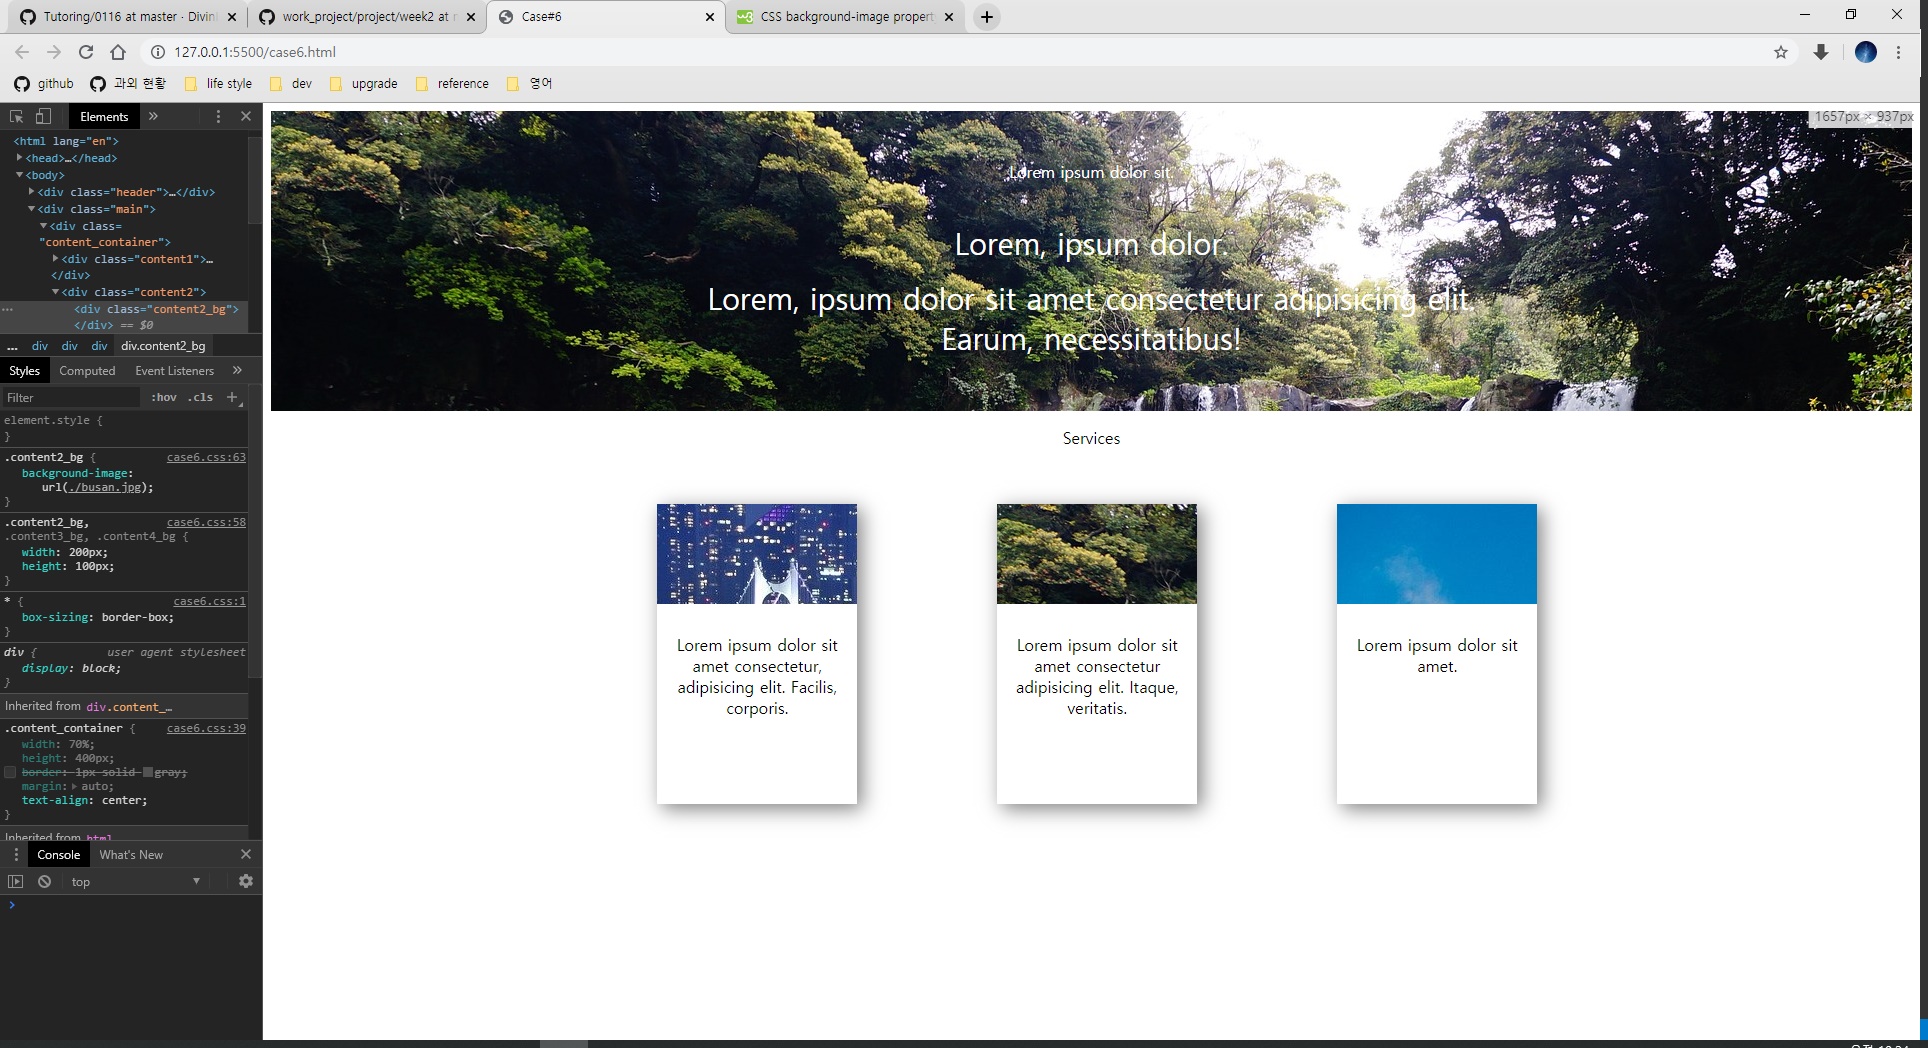 Tutoring/0116 at master · Divin
work_project/project/week2 at
Case#6
CSS background-image property
127.0.0.1:5500/case6.html
github
과외 현황
life style
dev
upgrade
reference
영어
Elements
<html lang="en">
<head>…</head>
<body>
<div class="header">…</div>
<div class="main">
<div class=
"content_container">
<div class="content1">…
</div>
<div class="content2">
<div class="content2_bg">
</div> == $0
… div div div div.content2_bg
Styles Computed Event Listeners
Filter :hov .cls
element.style {
}
.content2_bg { case6.css:63
background-image:
url(./busan.jpg);
}
.content2_bg, case6.css:58
.content3_bg, .content4_bg {
width: 200px;
height: 100px;
}
* { case6.css:1
box-sizing: border-box;
}
div { user agent stylesheet
display: block;
}
Inherited from div.content_…
.content_container { case6.css:39
width: 70%;
height: 400px;
border: 1px solid gray;
margin: auto;
text-align: center;
}
Inherited from html
Console What's New
top
1657px × 937px
Lorem ipsum dolor sit.
Lorem, ipsum dolor.
Lorem, ipsum dolor sit amet consectetur adipisicing elit.
Earum, necessitatibus!
Services
Lorem ipsum dolor sit
amet consectetur,
adipisicing elit. Facilis,
corporis.
Lorem ipsum dolor sit
amet consectetur
adipisicing elit. Itaque,
veritatis.
Lorem ipsum dolor sit
amet.